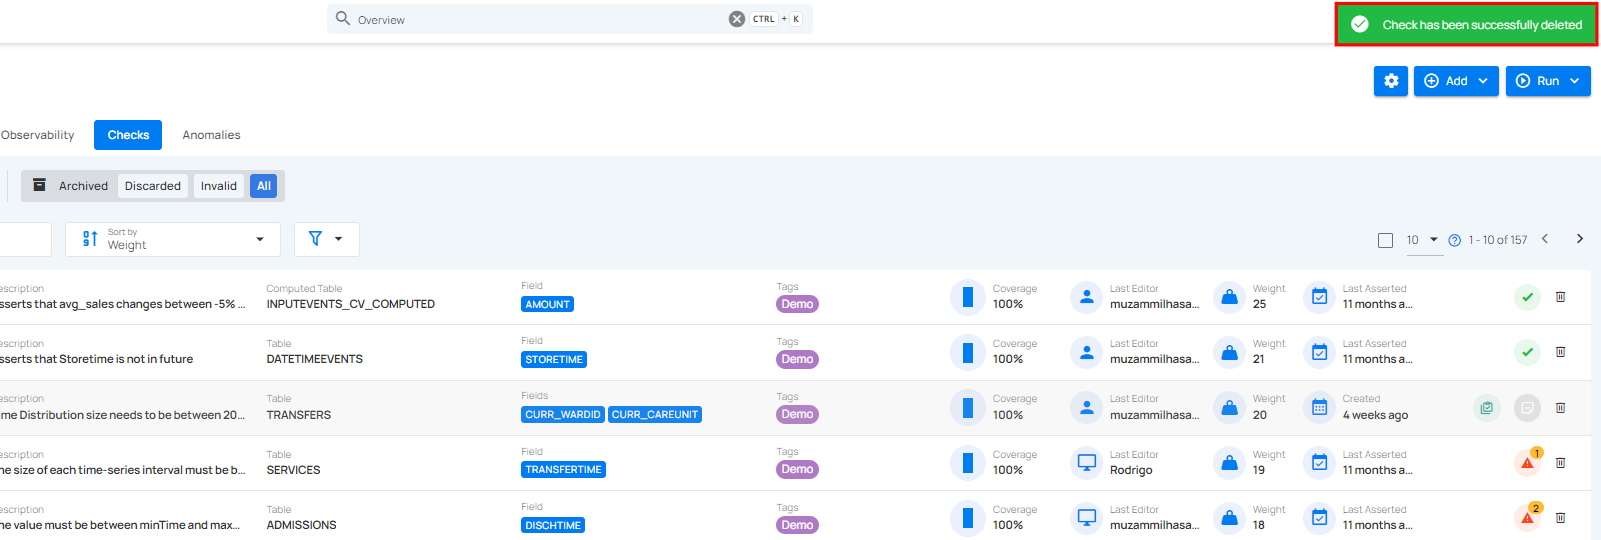 Overview
CTRL + K
Check has been successfully deleted
Add
Run
Observability
Checks
Anomalies
Archived
Discarded
Invalid
All
Sort by
Weight
10
1 - 10 of 157
escription Computed Table Field Tags Coverage Last Editor Weight Last Asserted
sserts that avg_sales changes between -5% ... INPUTEVENTS_CV_COMPUTED AMOUNT Demo 100% muzammilhasa... 25 11 months a...
escription Table Field Tags Coverage Last Editor Weight Last Asserted
sserts that Storetime is not in future DATETIMEEVENTS STORETIME Demo 100% muzammilhasa... 21 11 months a...
escription Table Fields Tags Coverage Last Editor Weight Created
me Distribution size needs to be between 20... TRANSFERS CURR_WARDID CURR_CAREUNIT Demo 100% muzammilhasa... 20 4 weeks ago
escription Table Field Tags Coverage Last Editor Weight Last Asserted 1
he size of each time-series interval must be b... SERVICES TRANSFERTIME Demo 100% Rodrigo 19 11 months a...
escription Table Field Tags Coverage Last Editor Weight Last Asserted 2
he value must be between minTime and max... ADMISSIONS DISCHTIME Demo 100% muzammilhasa... 18 11 months a...